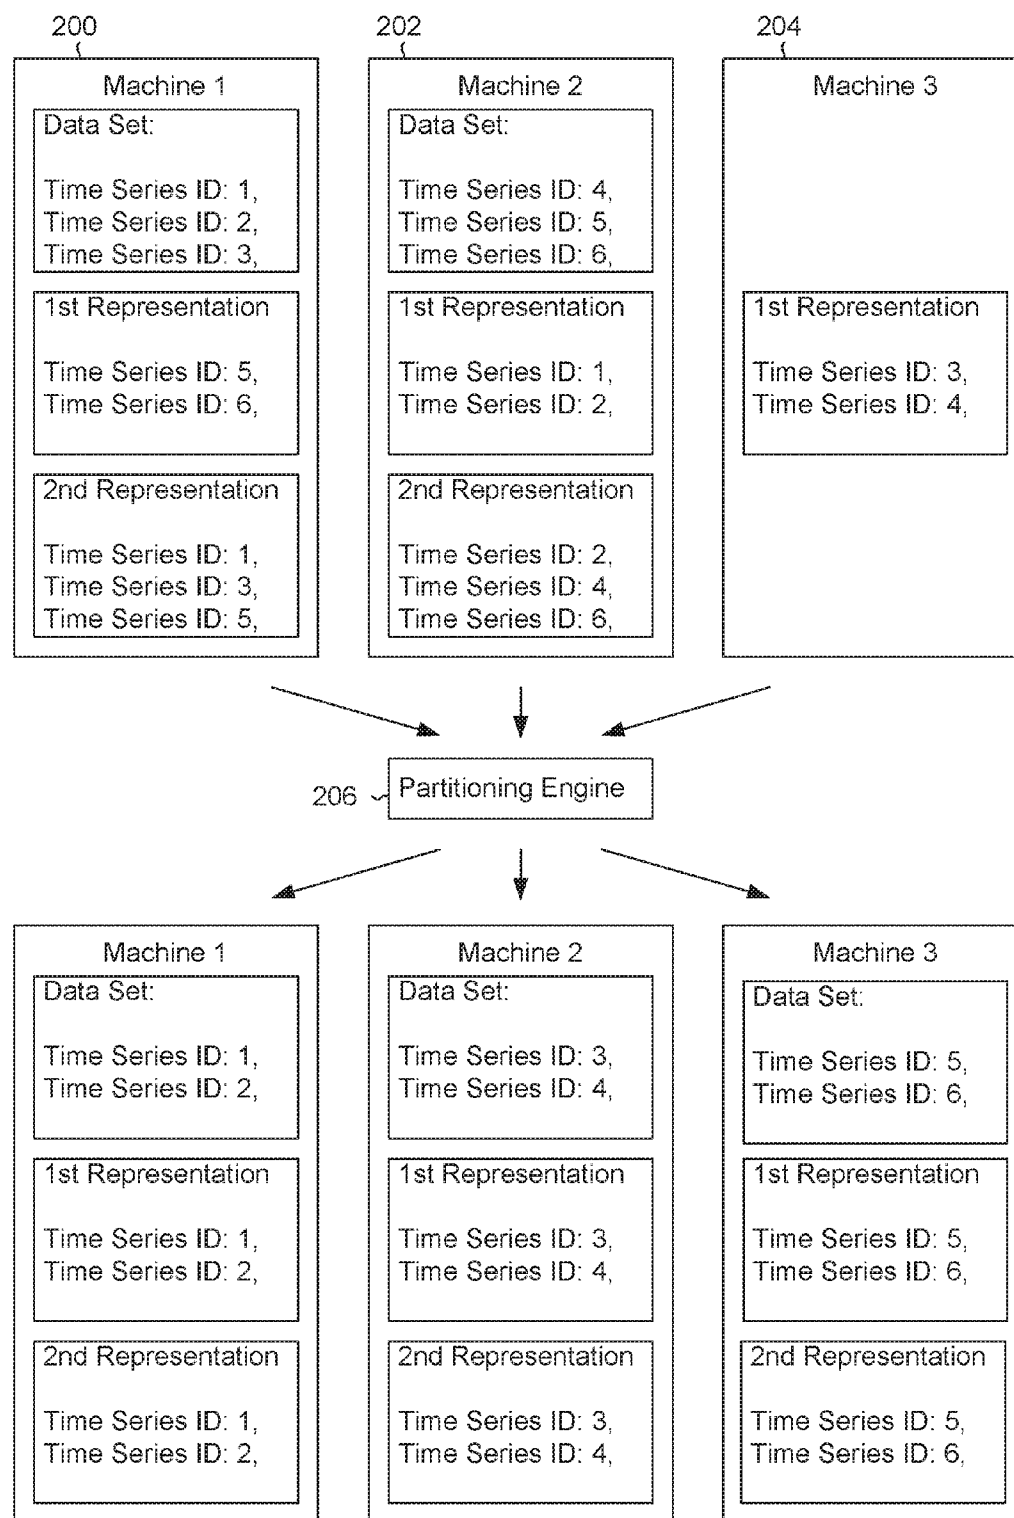 200
202
204
Machine 1
Data Set:
Time Series ID: 1,
Time Series ID: 2,
Time Series ID: 3,
1st Representation
Time Series ID: 5,
Time Series ID: 6,
2nd Representation
Time Series ID: 1,
Time Series ID: 3,
Time Series ID: 5,
Machine 2
Data Set:
Time Series ID: 4,
Time Series ID: 5,
Time Series ID: 6,
1st Representation
Time Series ID: 1,
Time Series ID: 2,
2nd Representation
Time Series ID: 2,
Time Series ID: 4,
Time Series ID: 6,
Machine 3
1st Representation
Time Series ID: 3,
Time Series ID: 4,
206
Partitioning Engine
Machine 1
Data Set:
Time Series ID: 1,
Time Series ID: 2,
1st Representation
Time Series ID: 1,
Time Series ID: 2,
2nd Representation
Time Series ID: 1,
Time Series ID: 2,
Machine 2
Data Set:
Time Series ID: 3,
Time Series ID: 4,
1st Representation
Time Series ID: 3,
Time Series ID: 4,
2nd Representation
Time Series ID: 3,
Time Series ID: 4,
Machine 3
Data Set:
Time Series ID: 5,
Time Series ID: 6,
1st Representation
Time Series ID: 5,
Time Series ID: 6,
2nd Representation
Time Series ID: 5,
Time Series ID: 6,